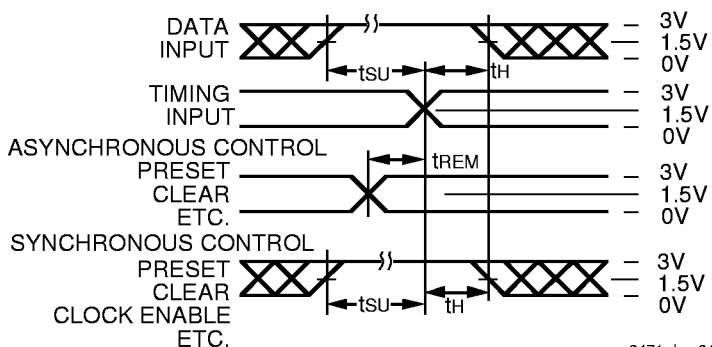 DATA
INPUT
3V
1.5V
0V
tSU
tH
TIMING
INPUT
3V
1.5V
0V
ASYNCHRONOUS CONTROL
tREM
PRESET
CLEAR
ETC.
3V
1.5V
0V
SYNCHRONOUS CONTROL
PRESET
CLEAR
CLOCK ENABLE
ETC.
3V
1.5V
0V
tSU
tH